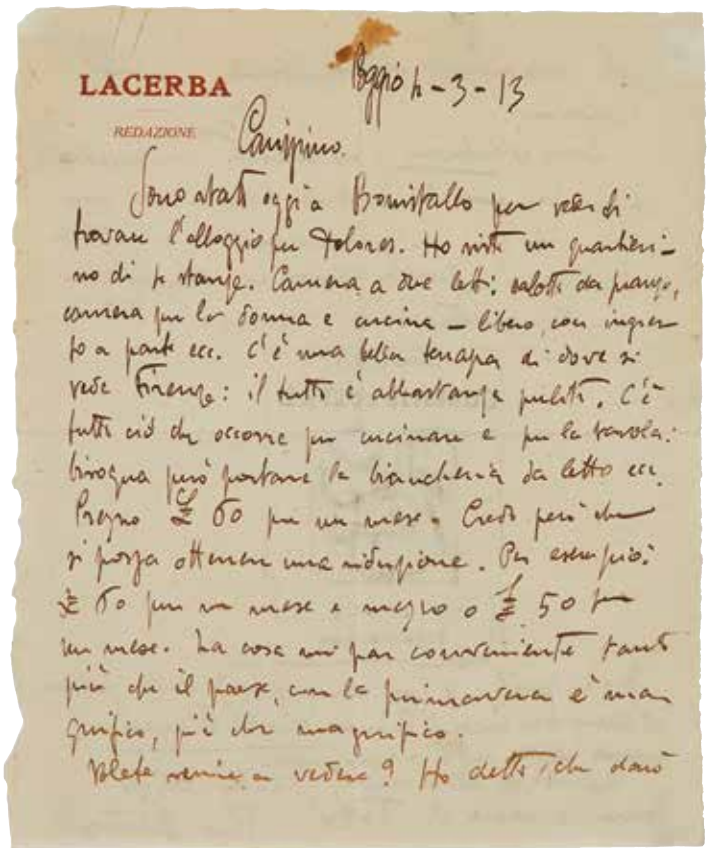 LACERBA
REDAZIONE
Poggio 4-3-13
Carissimo.
Sono stato oggi a Bonistallo per veder di
trovare l'alloggio per Dolores. Ho visto un quartieri-
no di 4 stanze. Camera a due letti; salotto da pranzo,
camera per la donna e cucina – libero, con ingres
so a parte ecc. C'è una bella terrazza di dove si
vede Firenze: il tutto è abbastanza pulito. C'è
tutto ciò che occorre per cucinare e per la tavola:
bisogna però portare la biancheria da letto ecc.
Prezzo £ 60 per un mese. Credo però che
si possa ottenere una riduzione. Per esempio:
£ 60 per un mese e mezzo o £ 50 per
un mese. La cosa mi par conveniente tanto
più che il paese, con la primavera è ma
gnifico, più che magnifico.
venire a vedere? Ho detto che darò